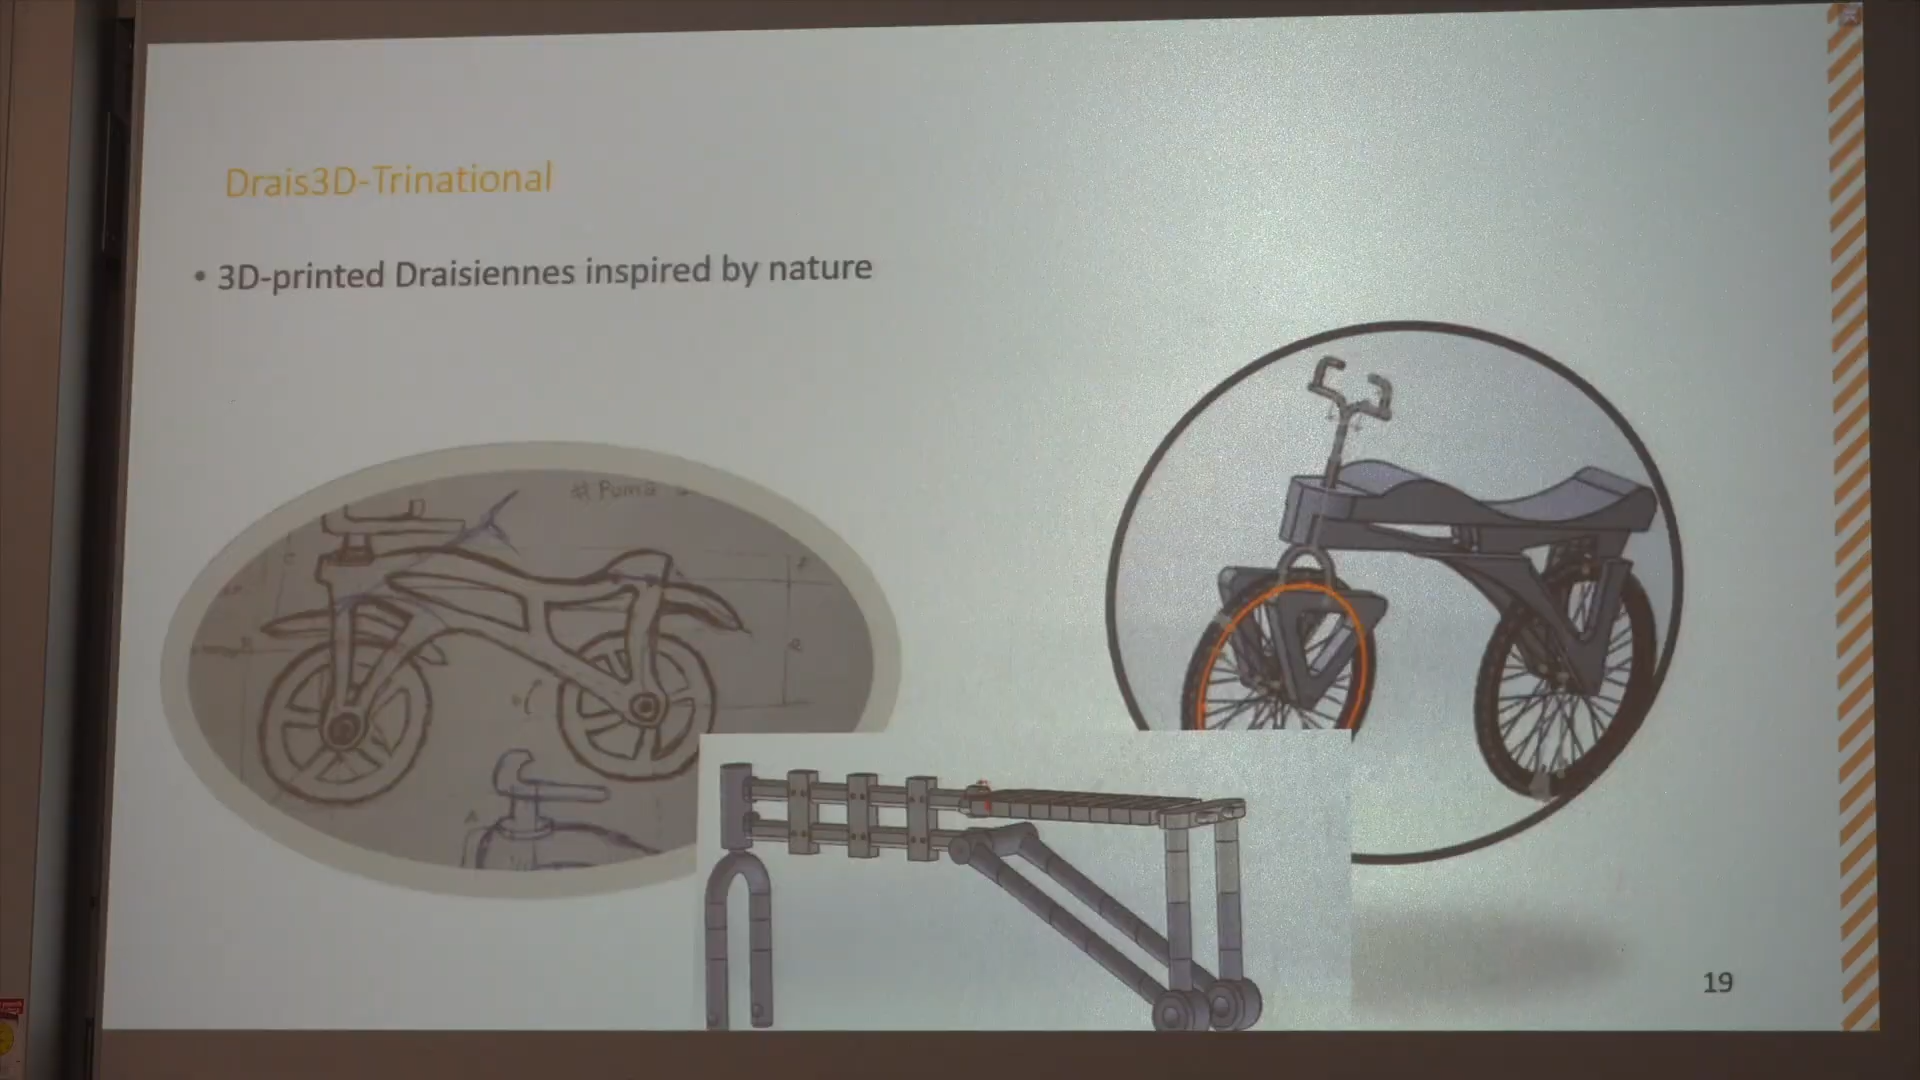 Drais3D-Trinational
• 3D-printed Draisiennes inspired by nature
# Puma
19